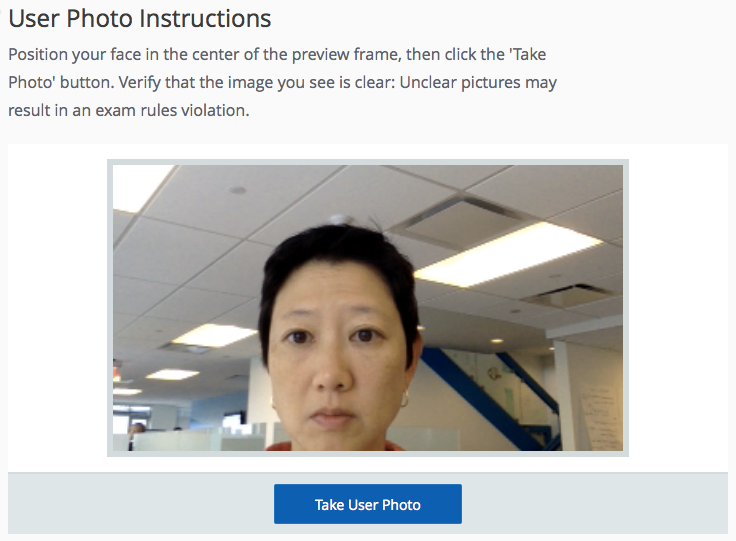 User Photo Instructions
Position your face in the center of the preview frame, then click the 'Take
Photo' button. Verify that the image you see is clear: Unclear pictures may
result in an exam rules violation.
Take User Photo